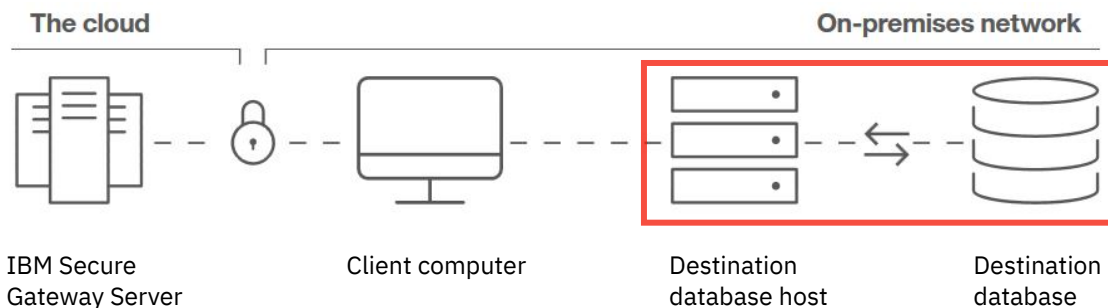 The cloud
On-premises network
IBM Secure
Gateway Server
Client computer
Destination
database host
Destination
database